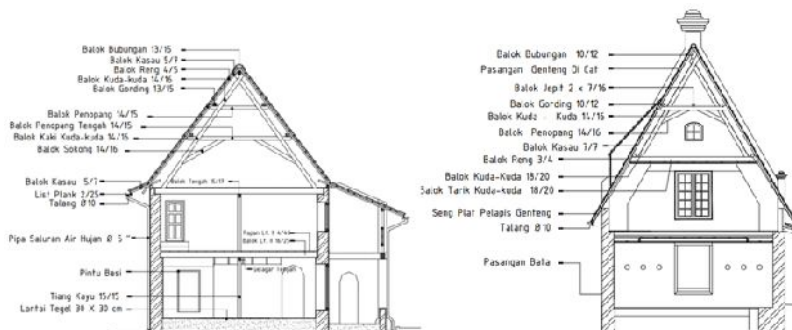 Balok Bubungan 13/15
Balok Kasau 5/7
Balok Reng 4/5
Balok Kuda-kuda 14/16
Balok Gording 13/15
Balok Penopang 14/15
Balok Penopang Tengah 14/15
Balok Kaki Kuda-kuda 14/15
Balok Sokong 14/16
Balok Kasau 5/7
List Plank 2/25
Talang Ø10
Balok Tengah
Pipa Saluran Air Hujan Ø
Papan Lt.
Balok Lt.
Pintu Besi
Tiang Kayu 15/15
Lantai Tegel 30 X 30 cm
Balok Bubungan 10/12
Pasangan Genteng Di Cat
Balok Jepit 2 x 7/16
Balok Gording 10/12
Balok Kuda - Kuda 14/16
Balok Penopang 14/16
Balok Kasau 7/7
Balok Reng 3/4
Balok Kuda-Kuda 18/20
Balok Tarik Kuda-kuda 18/20
Seng Plat Pelapis Genteng
Talang Ø10
Pasangan Bata